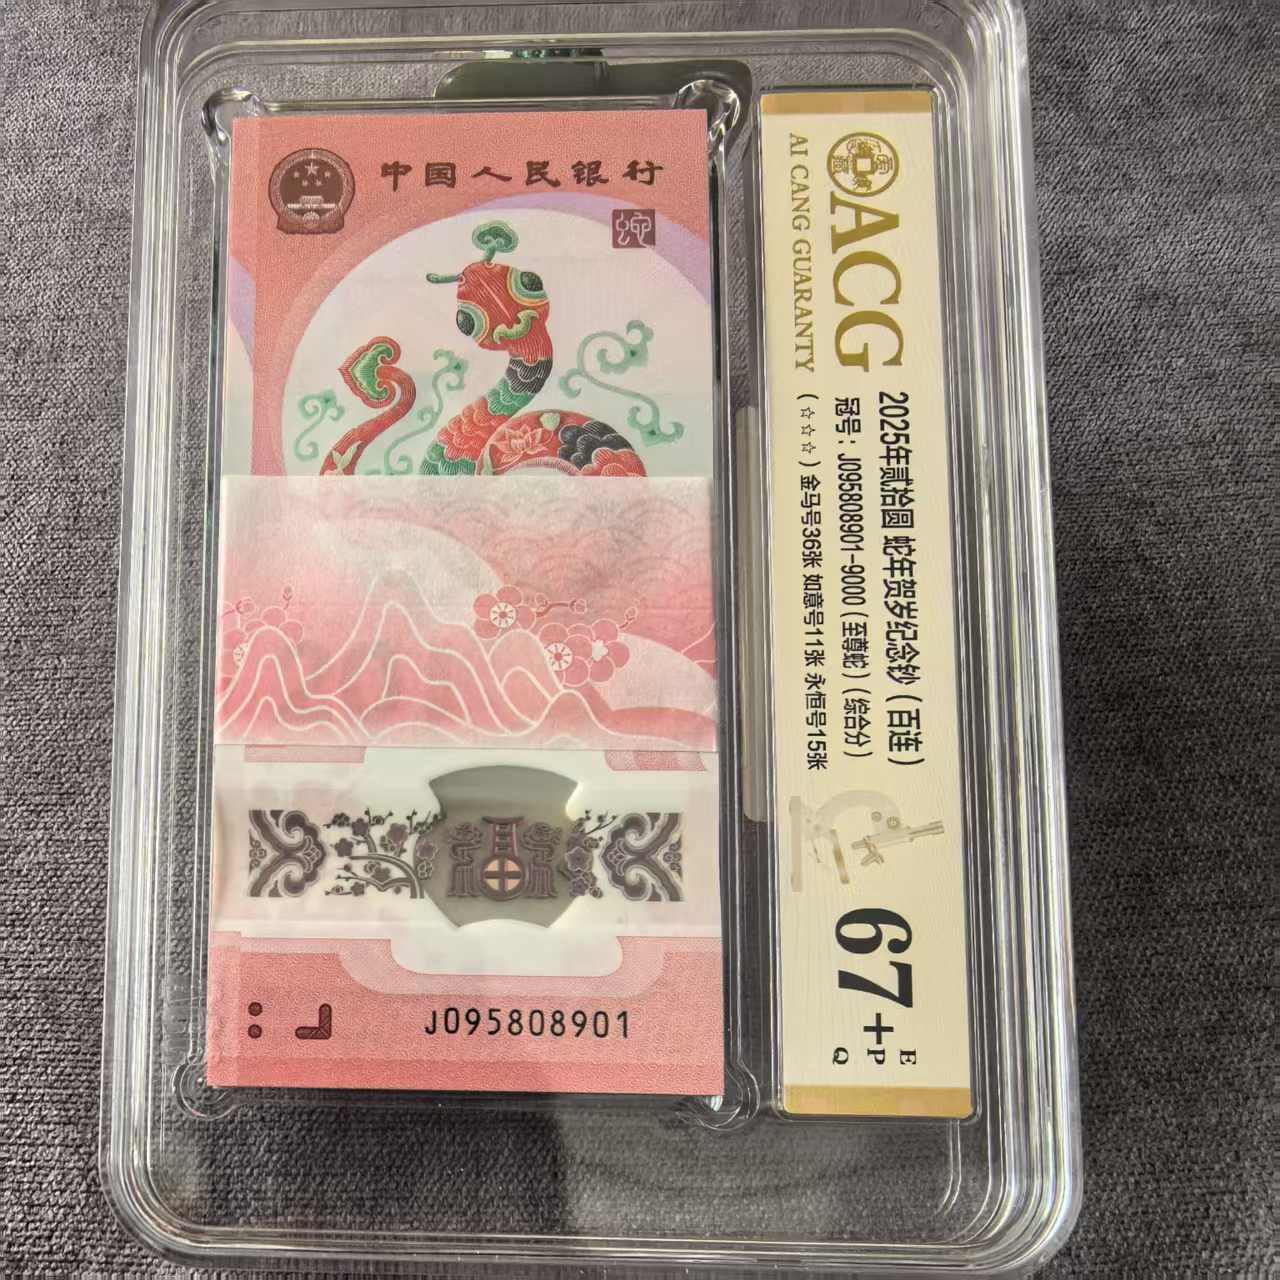 中国人民银行
J095808901
ACG
AI CANG GUARANTY
2025年贰拾圆 蛇年贺岁纪念钞（百连）
冠号：J095808901-9000（至尊蛇）（综合分）
（☆☆☆）金马号36张 如意号11张 永恒号15张
67+
E
P
Q